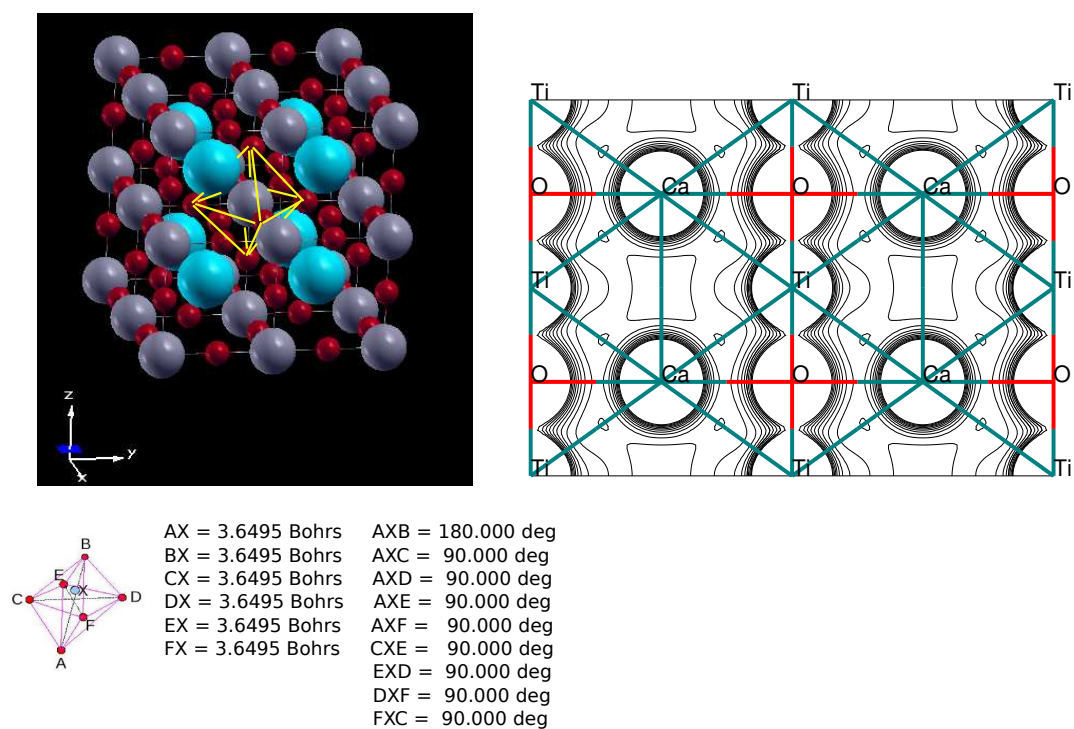 z
y
x
Ti Ti Ti
O Ca O Ca O
Ti Ti Ti
O Ca O Ca O
Ti Ti Ti
B
E
X
C
D
F
A
AX = 3.6495 Bohrs AXB = 180.000 deg
BX = 3.6495 Bohrs AXC = 90.000 deg
CX = 3.6495 Bohrs AXD = 90.000 deg
DX = 3.6495 Bohrs AXE = 90.000 deg
EX = 3.6495 Bohrs AXF = 90.000 deg
FX = 3.6495 Bohrs CXE = 90.000 deg
EXD = 90.000 deg
DXF = 90.000 deg
FXC = 90.000 deg